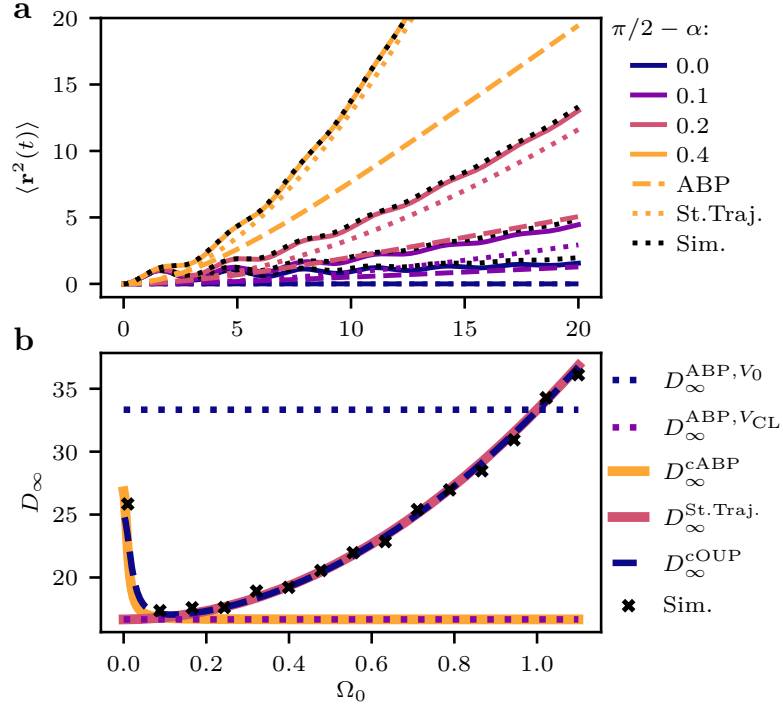 a
20
15
10
5
0
⟨r²(t)⟩
0
5
10
15
20
π/2 − α:
0.0
0.1
0.2
0.4
ABP
St.Traj.
Sim.
b
35
30
25
20
D∞
0.0
0.2
0.4
0.6
0.8
1.0
Ω₀
D∞^{ABP,V₀}
D∞^{ABP,V_CL}
D∞^{cABP}
D∞^{St.Traj.}
D∞^{cOUP}
Sim.